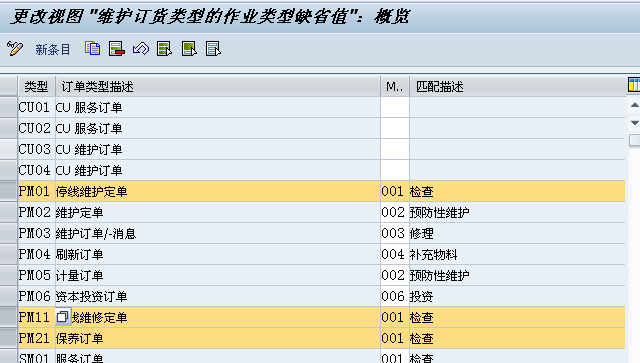 更改视图 "维护订货类型的作业类型缺省值": 概览
新条目
类型 订单类型描述 M.. 匹配描述
CU01 CU 服务订单
CU02 CU 服务订单
CU03 CU 维护订单
CU04 CU 维护订单
PM01 停线维护定单 001 检查
PM02 维护定单 002 预防性维护
PM03 维护订单/-消息 003 修理
PM04 刷新订单 004 补充物料
PM05 计量订单 002 预防性维护
PM06 资本投资订单 006 投资
PM11 线维修定单 001 检查
PM21 保养订单 001 检查
SM01 服务订单 001 检查